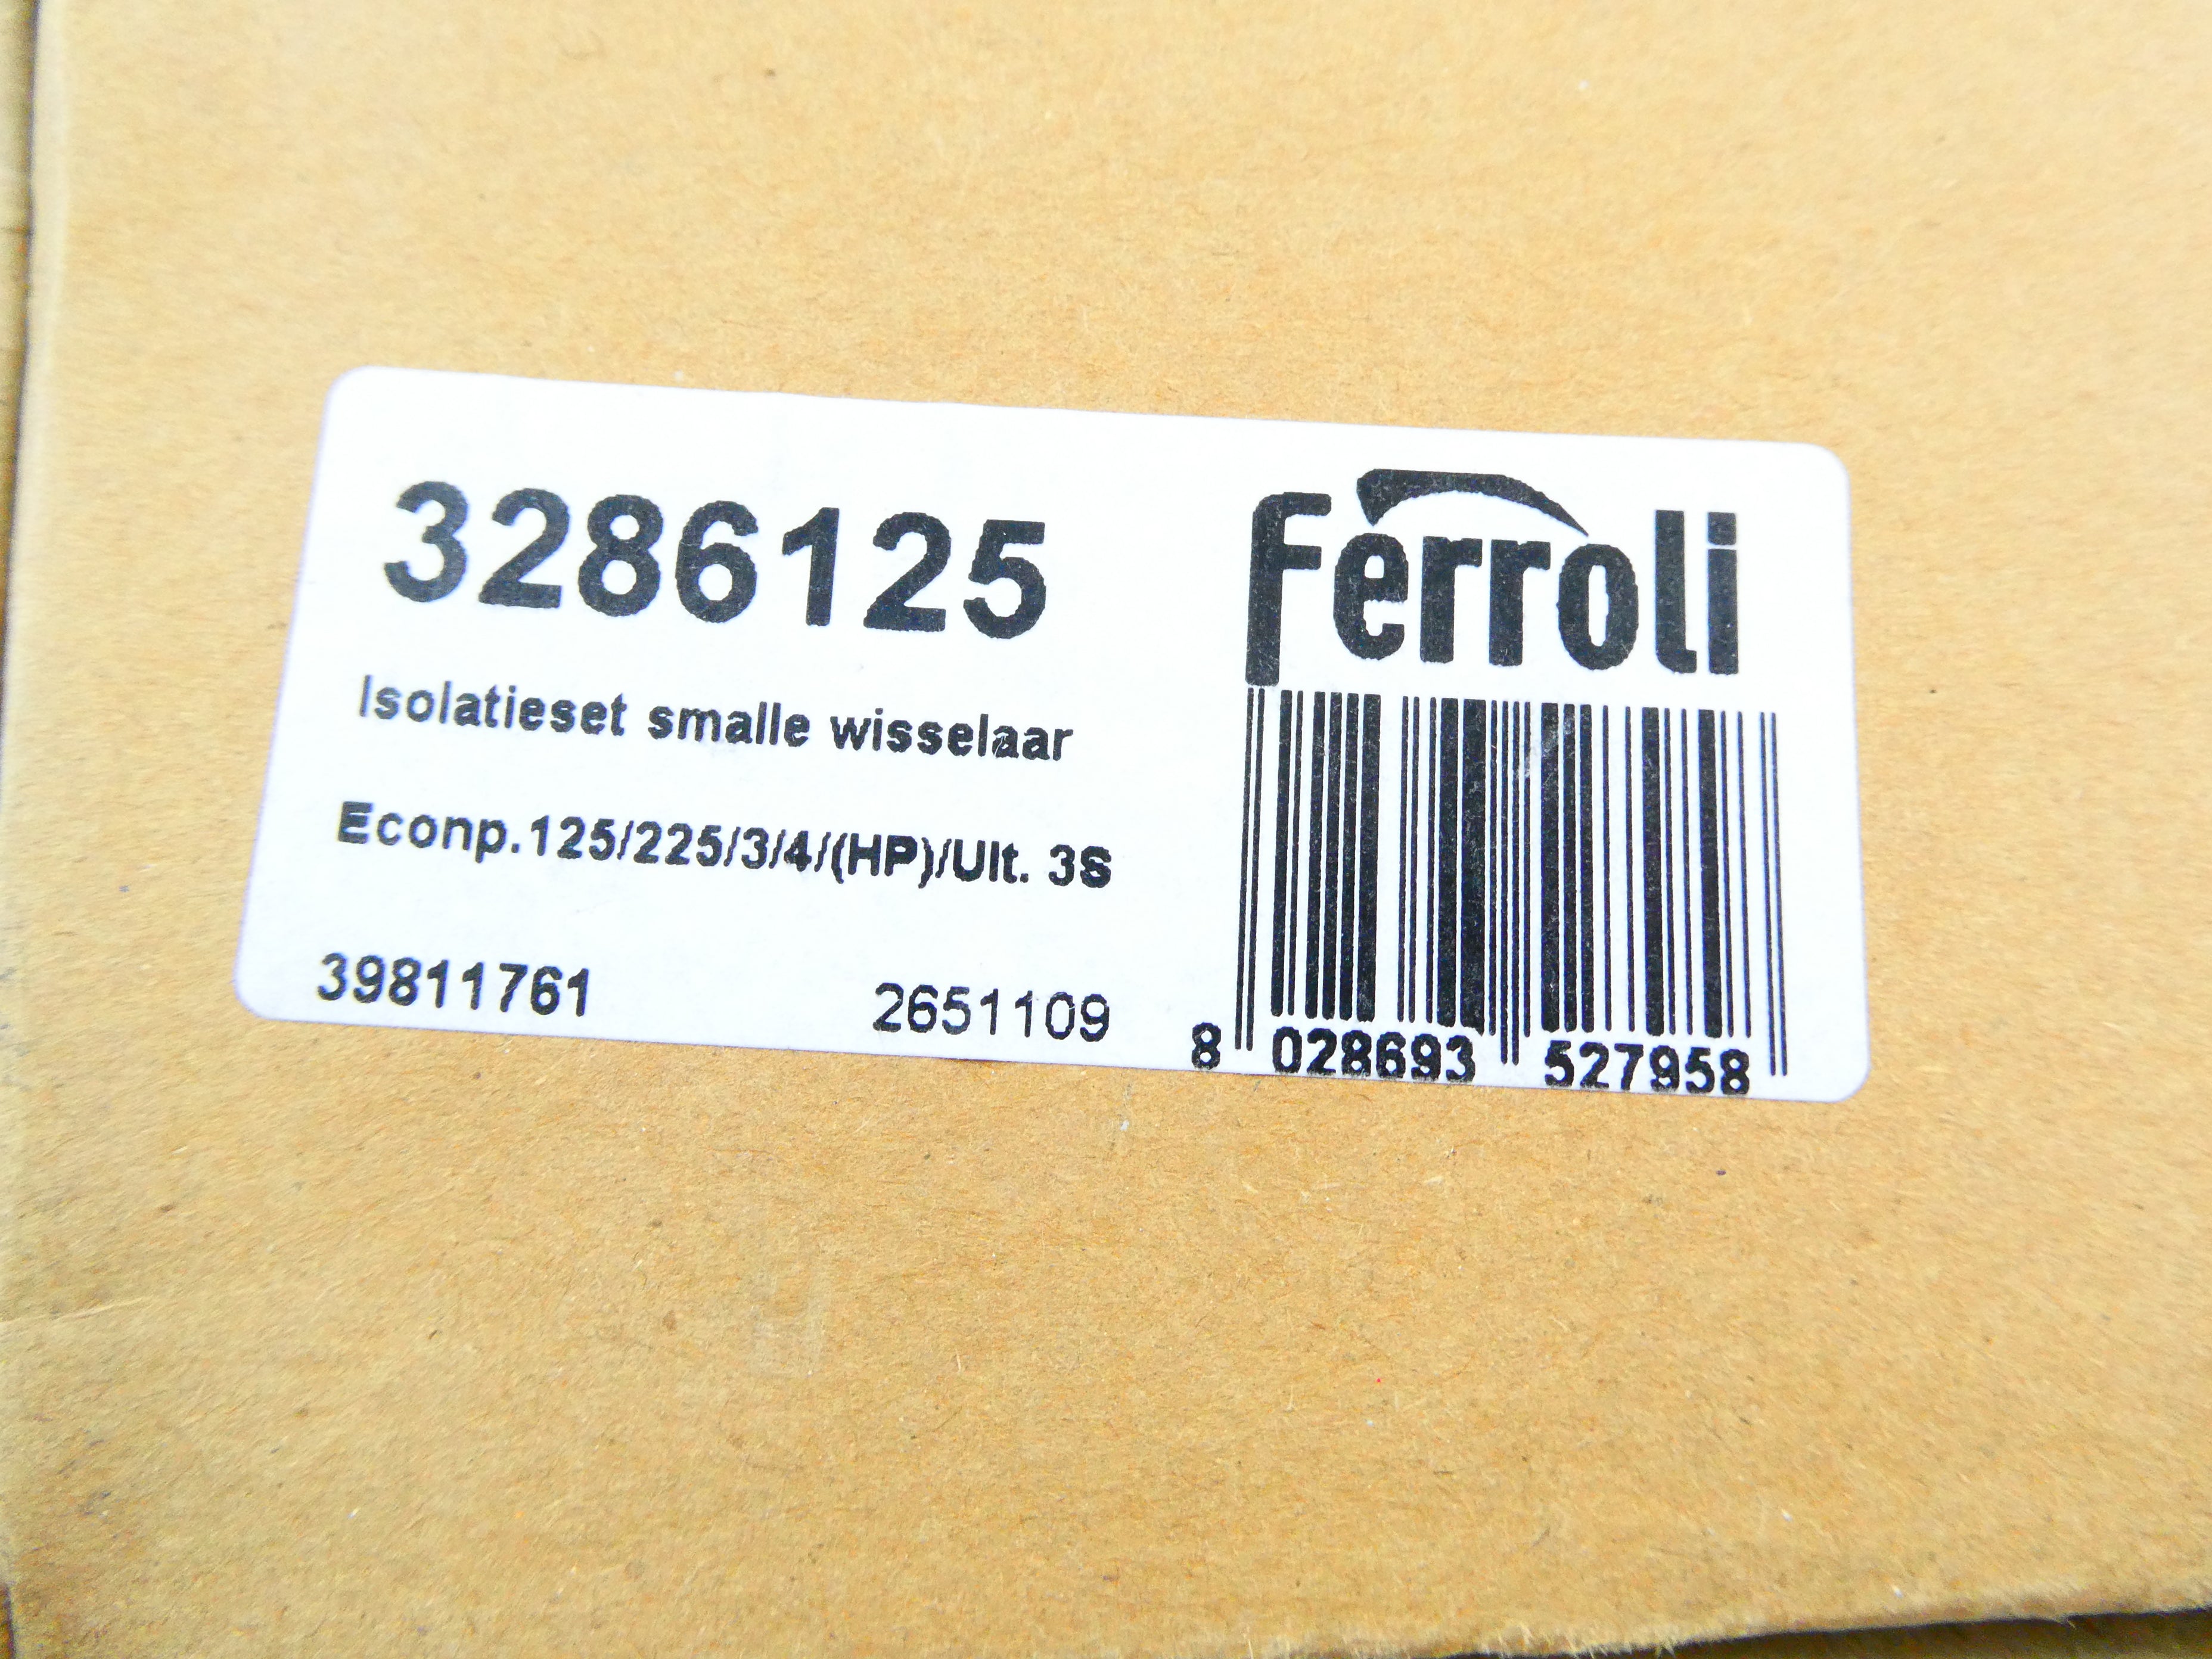 3286125
Ferroli
Isolatieset smalle wisselaar
Econp.125/225/3/4/(HP)/Ult. 3S
39811761 2651109
8 028693 527958